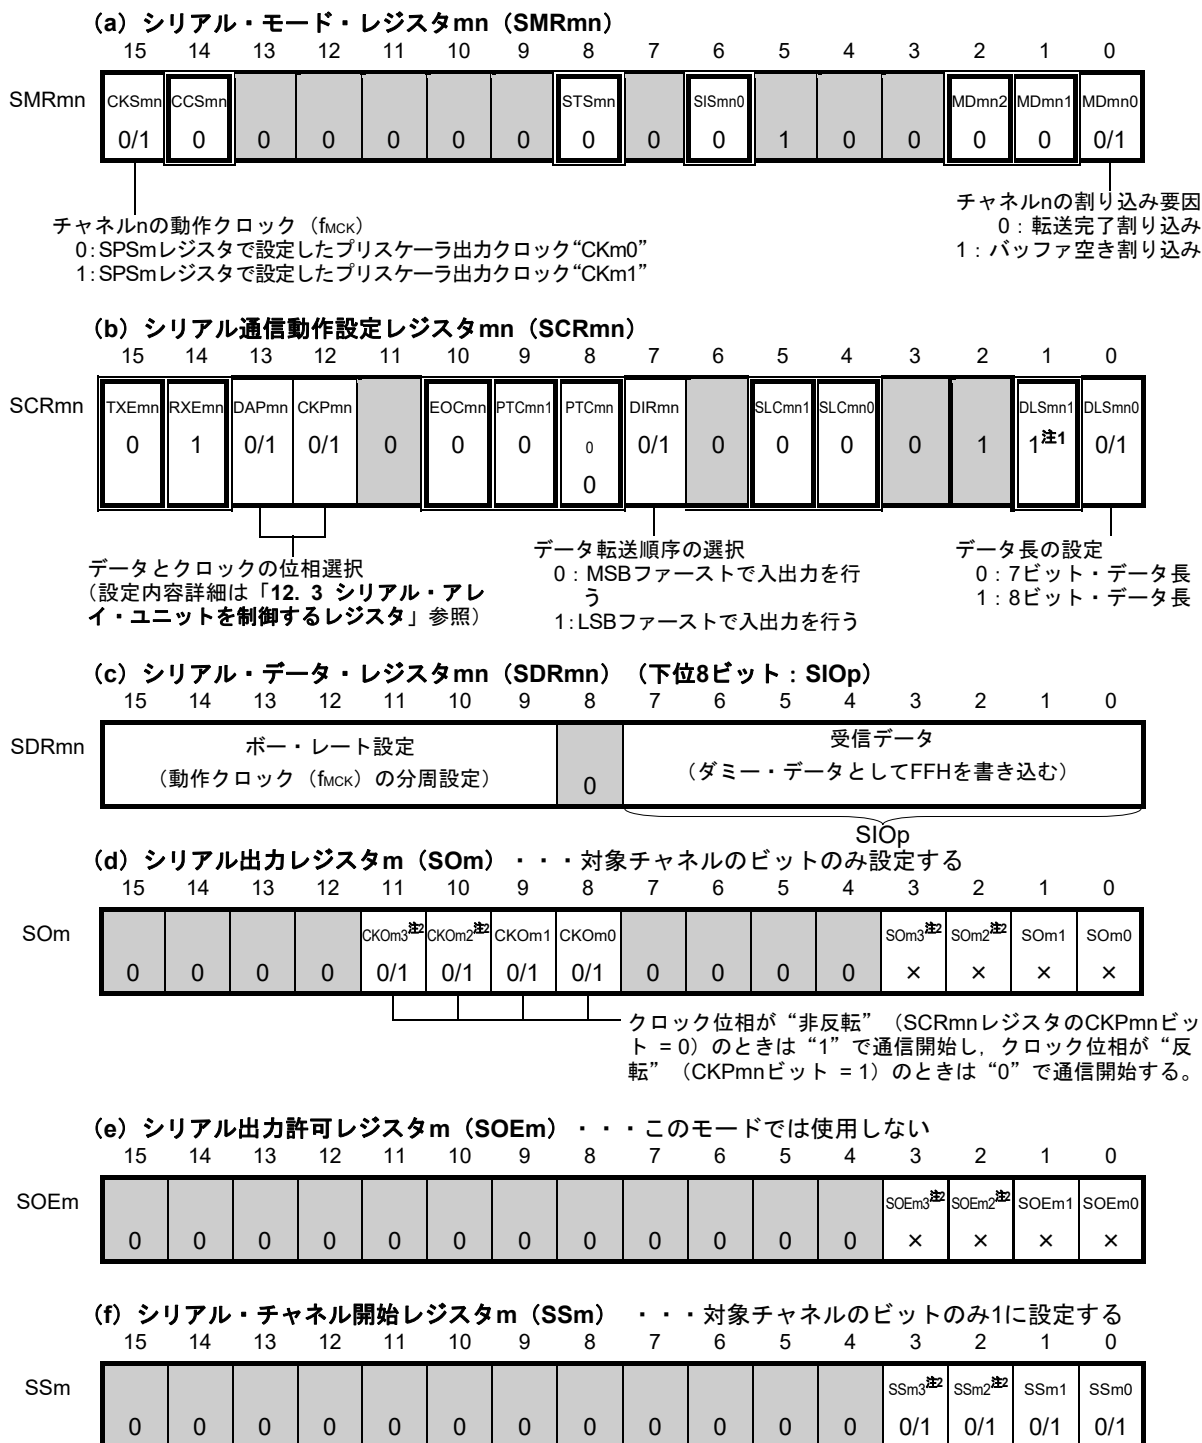 (a) シリアル・モード・レジスタmn（SMRmn）
15 14 13 12 11 10 9 8 7 6 5 4 3 2 1 0
SMRmn CKSmn CCSmn STSmn SISmn0 MDmn2 MDmn1 MDmn0
0/1 0 0 0 0 0 0 0 0 0 1 0 0 0 0 0/1
チャネルnの動作クロック（fMCK）
0：SPSmレジスタで設定したプリスケーラ出力クロック“CKm0”
1：SPSmレジスタで設定したプリスケーラ出力クロック“CKm1”
チャネルnの割り込み要因
0：転送完了割り込み
1：バッファ空き割り込み
(b) シリアル通信動作設定レジスタmn（SCRmn）
15 14 13 12 11 10 9 8 7 6 5 4 3 2 1 0
SCRmn TXEmn RXEmn DAPmn CKPmn EOCmn PTCmn1 PTCmn DIRmn SLCmn1 SLCmn0 DLSmn1 DLSmn0
0 1 0/1 0/1 0 0 0 0 0/1 0 0 0 0 1 1注1 0/1
0
データとクロックの位相選択
（設定内容詳細は「12. 3 シリアル・アレ
イ・ユニットを制御するレジスタ」参照）
データ転送順序の選択
0：MSBファーストで入出力を行
う
1：LSBファーストで入出力を行う
データ長の設定
0：7ビット・データ長
1：8ビット・データ長
(c) シリアル・データ・レジスタmn（SDRmn）（下位8ビット：SIOp）
15 14 13 12 11 10 9 8 7 6 5 4 3 2 1 0
SDRmn ボー・レート設定 受信データ
（動作クロック（fMCK）の分周設定） 0 （ダミー・データとしてFFHを書き込む）
SIOp
(d) シリアル出力レジスタm（SOm）・・・対象チャネルのビットのみ設定する
15 14 13 12 11 10 9 8 7 6 5 4 3 2 1 0
SOm CKOm3注2 CKOm2注2 CKOm1 CKOm0 SOm3注2 SOm2注2 SOm1 SOm0
0 0 0 0 0/1 0/1 0/1 0/1 0 0 0 0 × × × ×
クロック位相が“非反転”（SCRmnレジスタのCKPmnビッ
ト = 0）のときは“1”で通信開始し，クロック位相が“反
転”（CKPmnビット = 1）のときは“0”で通信開始する。
(e) シリアル出力許可レジスタm（SOEm）・・・このモードでは使用しない
15 14 13 12 11 10 9 8 7 6 5 4 3 2 1 0
SOEm SOEm3注2 SOEm2注2 SOEm1 SOEm0
0 0 0 0 0 0 0 0 0 0 0 0 × × × ×
(f) シリアル・チャネル開始レジスタm（SSm）・・・対象チャネルのビットのみ1に設定する
15 14 13 12 11 10 9 8 7 6 5 4 3 2 1 0
SSm SSm3注2 SSm2注2 SSm1 SSm0
0 0 0 0 0 0 0 0 0 0 0 0 0/1 0/1 0/1 0/1